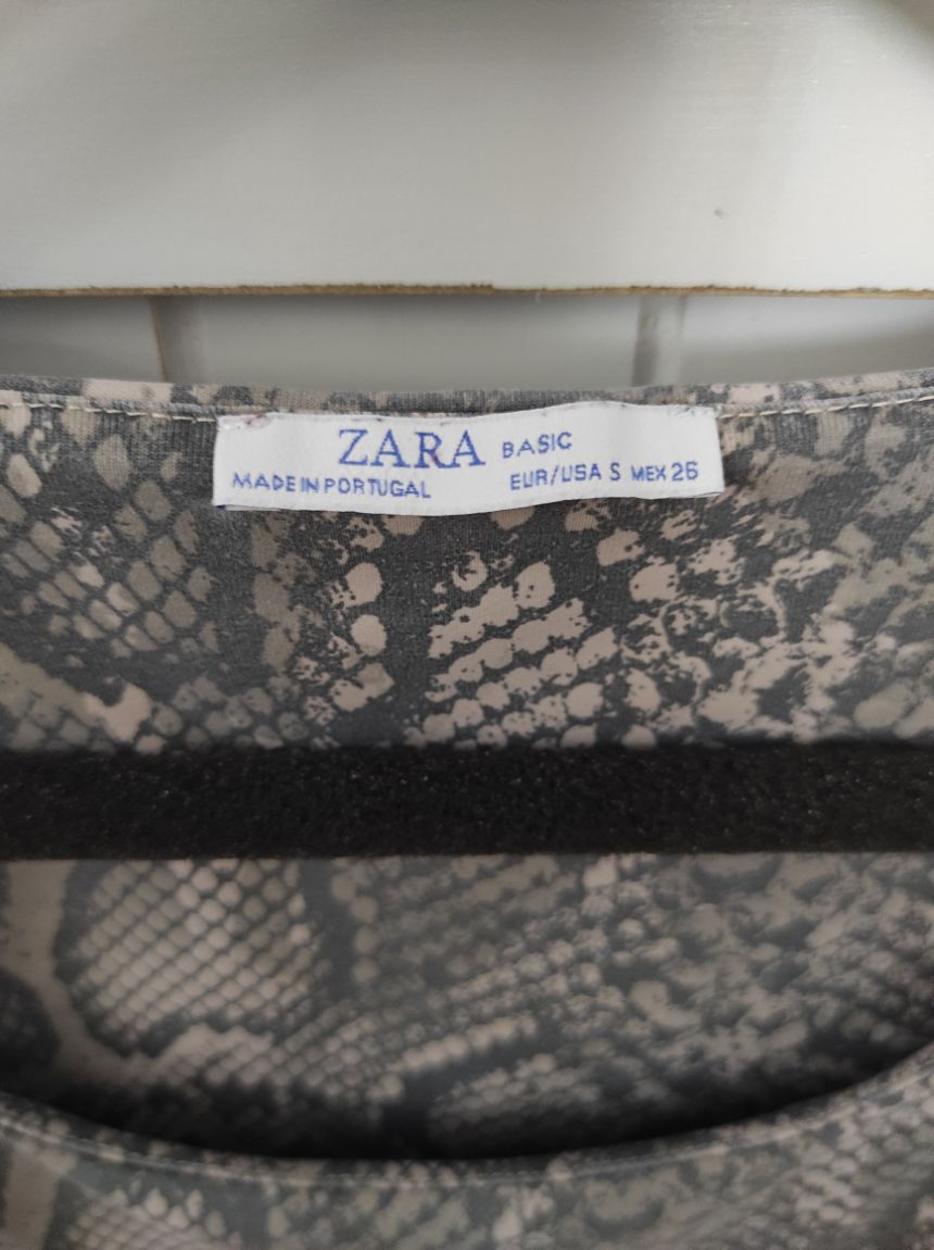 ZARA BASIC
MADE IN PORTUGAL EUR/USA S MEX 26